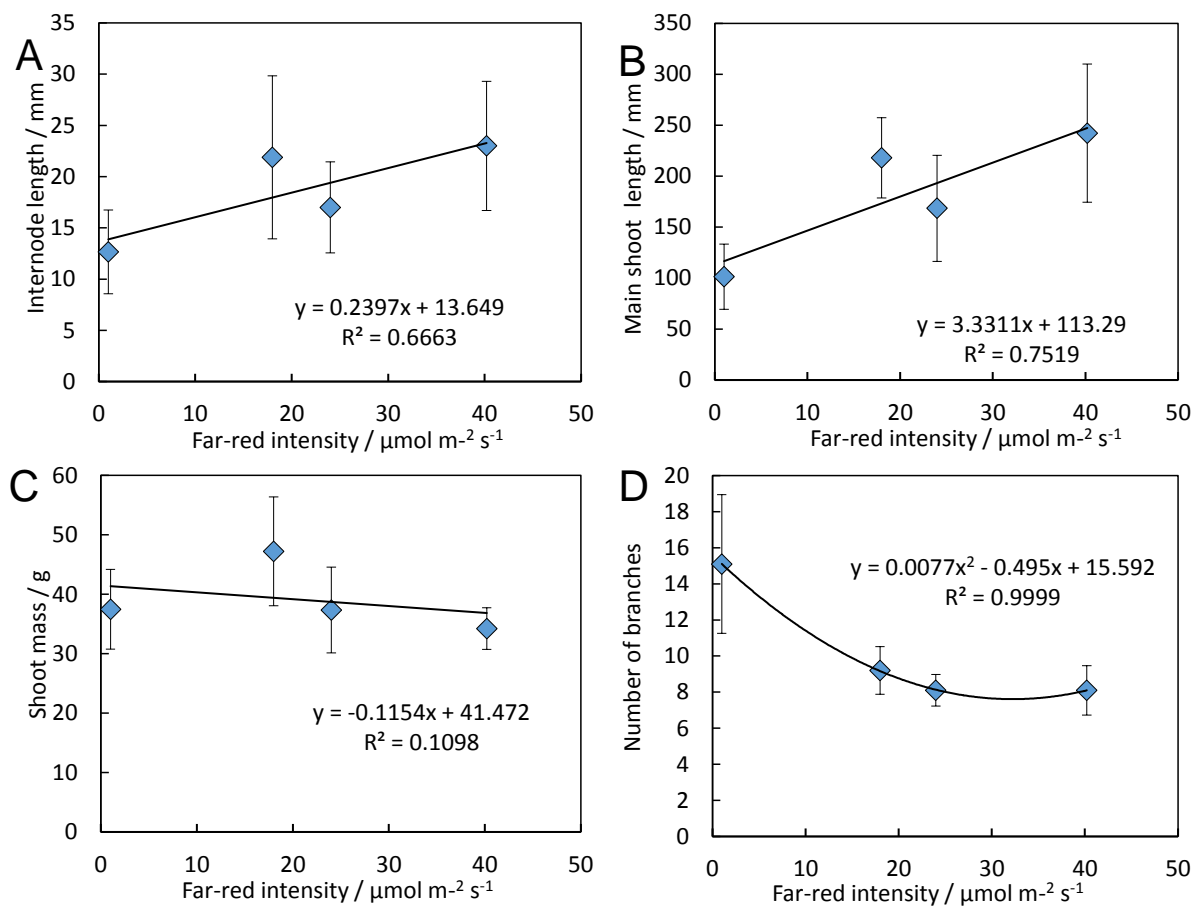 A
Internode length / mm
35
30
25
20
15
10
5
0
y = 0.2397x + 13.649
R² = 0.6663
0 10 20 30 40 50
Far-red intensity / µmol m-² s⁻¹
B
Main shoot length / mm
350
300
250
200
150
100
50
0
y = 3.3311x + 113.29
R² = 0.7519
0 10 20 30 40 50
Far-red intensity / µmol m-² s⁻¹
C
Shoot mass / g
60
50
40
30
20
10
0
y = -0.1154x + 41.472
R² = 0.1098
0 10 20 30 40 50
Far-red intensity / µmol m-² s⁻¹
D
Number of branches
20
18
16
14
12
10
8
6
4
2
0
y = 0.0077x² - 0.495x + 15.592
R² = 0.9999
0 10 20 30 40 50
Far-red intensity / µmol m-² s⁻¹